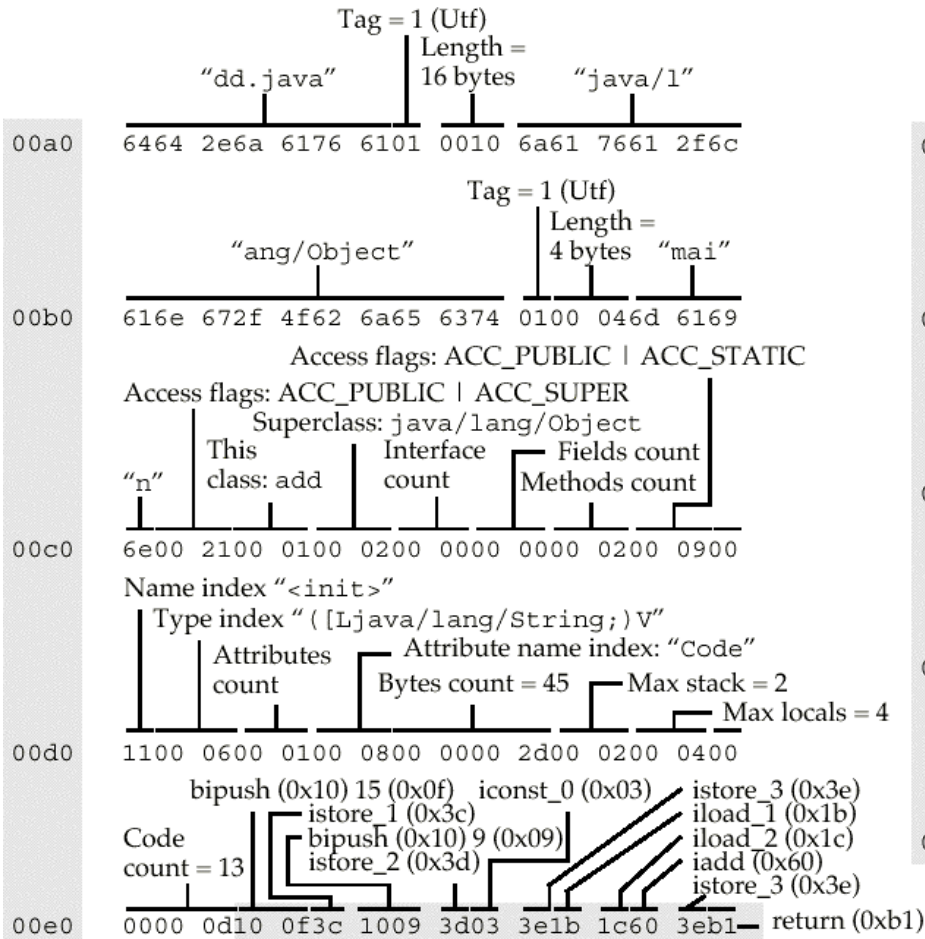 Tag = 1 (Utf)
Length =
16 bytes
“dd.java”
“java/l”
00a0 6464 2e6a 6176 6101 0010 6a61 7661 2f6c
Tag = 1 (Utf)
Length =
4 bytes
“ang/Object”
“mai”
00b0 616e 672f 4f62 6a65 6374 0100 046d 6169
Access flags: ACC_PUBLIC | ACC_STATIC
Access flags: ACC_PUBLIC | ACC_SUPER
Superclass: java/lang/Object
This
class: add
Interface
count
Fields count
“n”
Methods count
00c0 6e00 2100 0100 0200 0000 0000 0200 0900
Name index “<init>”
Type index “([Ljava/lang/String;)V”
Attributes
count
Attribute name index: “Code”
Bytes count = 45
Max stack = 2
Max locals = 4
00d0 1100 0600 0100 0800 0000 2d00 0200 0400
bipush (0x10) 15 (0x0f)
iconst_0 (0x03)
istore_3 (0x3e)
istore_1 (0x3c)
iload_1 (0x1b)
Code
count = 13
bipush (0x10) 9 (0x09)
iload_2 (0x1c)
istore_2 (0x3d)
iadd (0x60)
istore_3 (0x3e)
00e0 0000 0d10 0f3c 1009 3d03 3e1b 1c60 3eb1
return (0xb1)